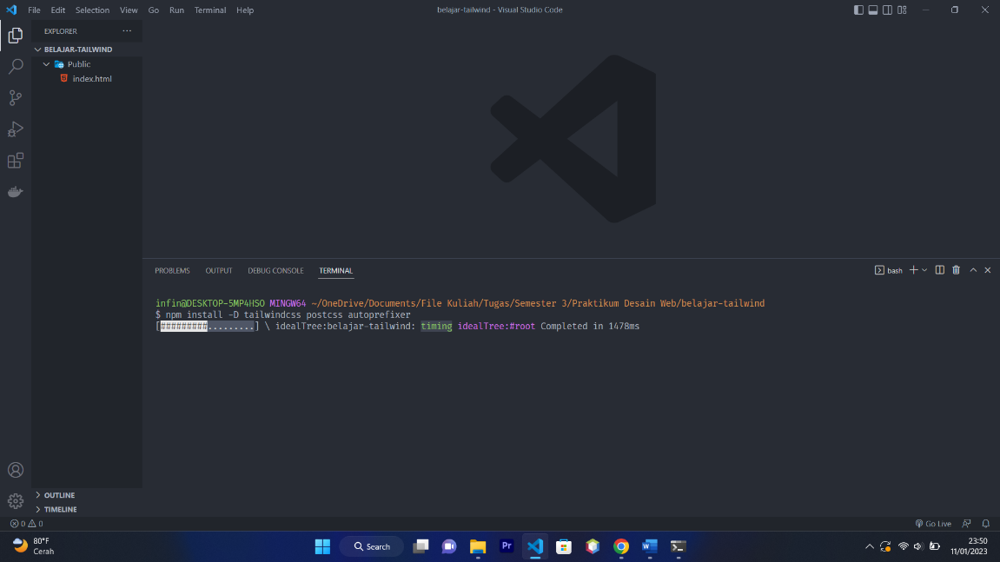 File Edit Selection View Go Run Terminal Help
belajar-tailwind - Visual Studio Code
EXPLORER
BELAJAR-TAILWIND
Public
index.html
PROBLEMS OUTPUT DEBUG CONSOLE TERMINAL
bash
infin@DESKTOP-5MP4HSO MINGW64 ~/OneDrive/Documents/File Kuliah/Tugas/Semester 3/Praktikum Desain Web/belajar-tailwind
$ npm install -D tailwindcss postcss autoprefixer
[#########.........] \ idealTree:belajar-tailwind: timing idealTree:#root Completed in 1478ms
OUTLINE
TIMELINE
0 0
Go Live
80°F
Cerah
Search
Pr
W
23:50
11/01/2023